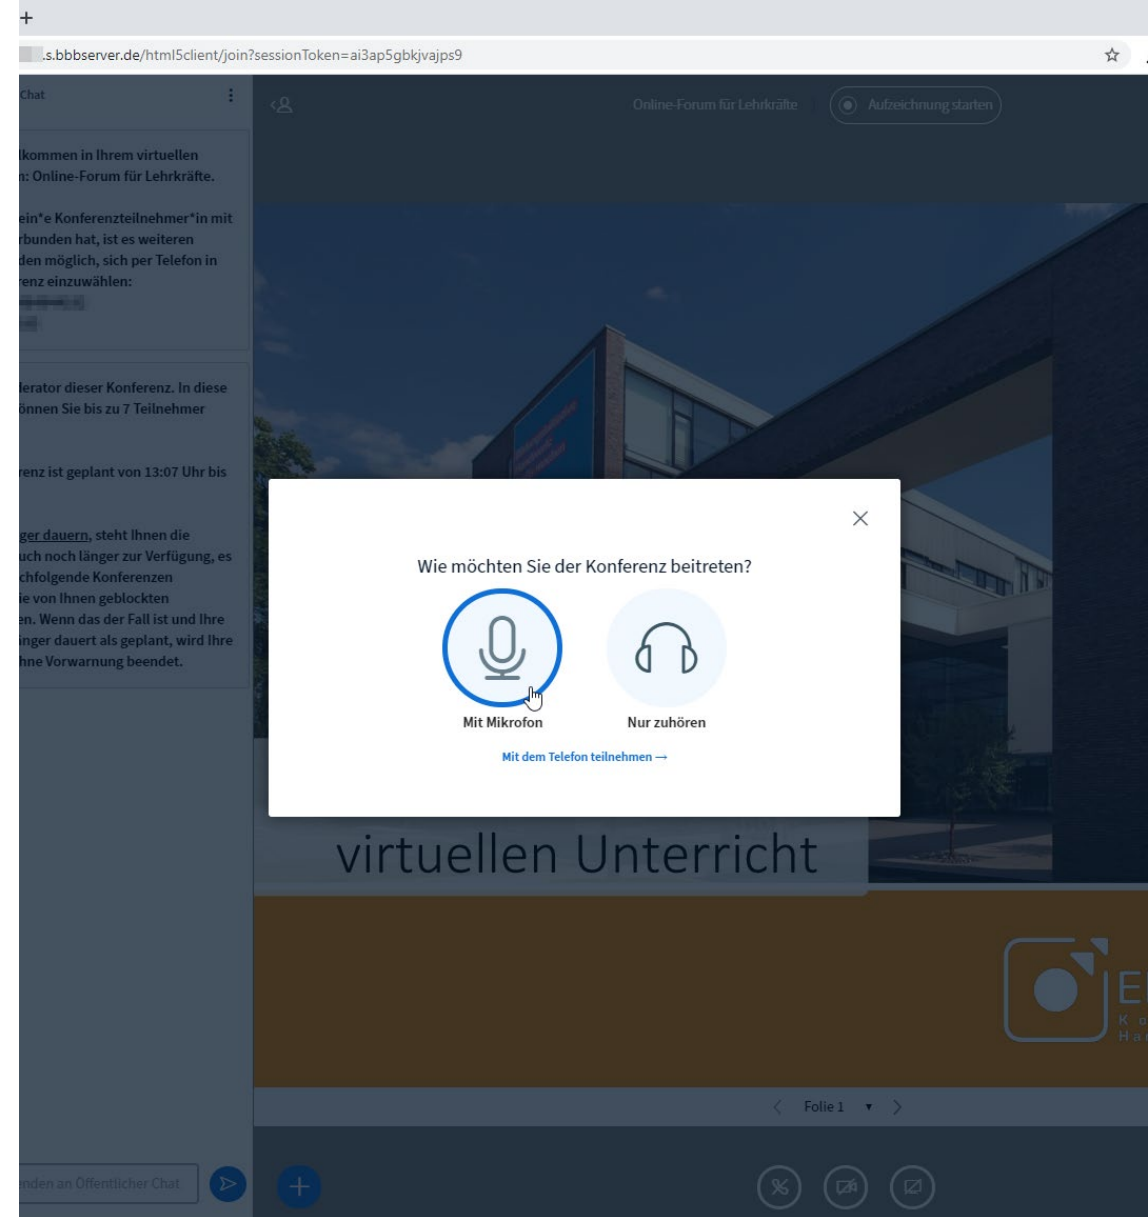 .s.bbbserver.de/html5client/join?sessionToken=ai3ap5gbkjvajps9
Chat
Online-Forum für Lehrkräfte
Aufzeichnung starten
lkommen in Ihrem virtuellen
n: Online-Forum für Lehrkräfte.
ein*e Konferenzteilnehmer*in mit
rbunden hat, ist es weiteren
den möglich, sich per Telefon in
renz einzuwählen:
lerator dieser Konferenz. In diese
önnen Sie bis zu 7 Teilnehmer
renz ist geplant von 13:07 Uhr bis
ger dauern, steht Ihnen die
uch noch länger zur Verfügung, es
chfolgende Konferenzen
ie von Ihnen geblockten
en. Wenn das der Fall ist und Ihre
inger dauert als geplant, wird Ihre
hne Vorwarnung beendet.
Wie möchten Sie der Konferenz beitreten?
Mit Mikrofon
Nur zuhören
Mit dem Telefon teilnehmen →
virtuellen Unterricht
Folie 1
enden an Öffentlicher Chat